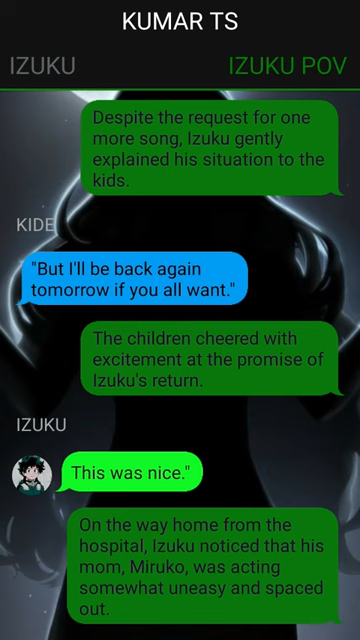 KUMAR TS
IZUKU
IZUKU POV
Despite the request for one
more song, Izuku gently
explained his situation to the
kids.
KIDE
"But I'll be back again
tomorrow if you all want."
The children cheered with
excitement at the promise of
Izuku's return.
IZUKU
This was nice."
On the way home from the
hospital, Izuku noticed that his
mom, Miruko, was acting
somewhat uneasy and spaced
out.